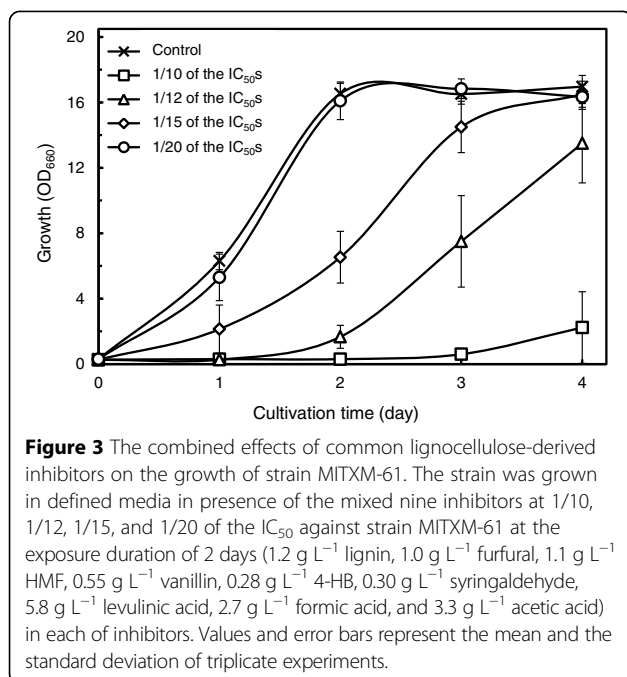 20
16
12
8
4
0
Growth (OD₆₆₀)
Control
1/10 of the IC₅₀s
1/12 of the IC₅₀s
1/15 of the IC₅₀s
1/20 of the IC₅₀s
0 1 2 3 4
Cultivation time (day)
Figure 3 The combined effects of common lignocellulose-derived
inhibitors on the growth of strain MITXM-61. The strain was grown
in defined media in presence of the mixed nine inhibitors at 1/10,
1/12, 1/15, and 1/20 of the IC₅₀ against strain MITXM-61 at the
exposure duration of 2 days (1.2 g L⁻¹ lignin, 1.0 g L⁻¹ furfural, 1.1 g L⁻¹
HMF, 0.55 g L⁻¹ vanillin, 0.28 g L⁻¹ 4-HB, 0.30 g L⁻¹ syringaldehyde,
5.8 g L⁻¹ levulinic acid, 2.7 g L⁻¹ formic acid, and 3.3 g L⁻¹ acetic acid)
in each of inhibitors. Values and error bars represent the mean and the
standard deviation of triplicate experiments.